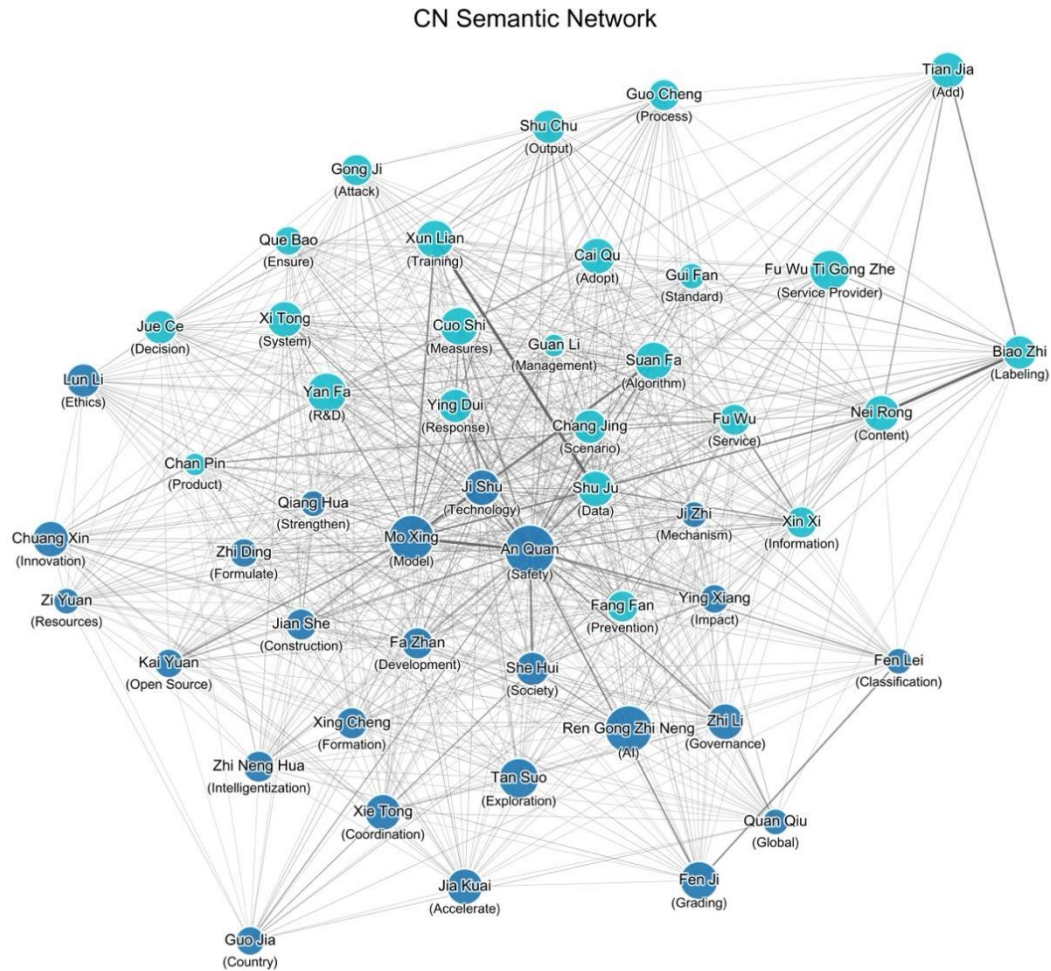 CN Semantic Network
Tian Jia
(Add)
Guo Cheng
(Process)
Shu Chu
(Output)
Gong Ji
(Attack)
Que Bao
(Ensure)
Xun Lian
(Training)
Cai Qu
(Adopt)
Gui Fan
(Standard)
Fu Wu Ti Gong Zhe
(Service Provider)
Jue Ce
(Decision)
Xi Tong
(System)
Cuo Shi
(Measures)
Guan Li
(Management)
Suan Fa
(Algorithm)
Biao Zhi
(Labeling)
Lun Li
(Ethics)
Yan Fa
(R&D)
Ying Dui
(Response)
Chang Jing
(Scenario)
Fu Wu
(Service)
Nei Rong
(Content)
Chan Pin
(Product)
Qiang Hua
(Strengthen)
Ji Shu
(Technology)
Shu Ju
(Data)
Ji Zhi
(Mechanism)
Xin Xi
(Information)
Chuang Xin
(Innovation)
Zhi Ding
(Formulate)
Mo Xing
(Model)
An Quan
(Safety)
Zi Yuan
(Resources)
Jian She
(Construction)
Fang Fan
(Prevention)
Ying Xiang
(Impact)
Kai Yuan
(Open Source)
Fa Zhan
(Development)
She Hui
(Society)
Fen Lei
(Classification)
Xing Cheng
(Formation)
Ren Gong Zhi Neng
(AI)
Zhi Li
(Governance)
Zhi Neng Hua
(Intelligentization)
Tan Suo
(Exploration)
Xie Tong
(Coordination)
Quan Qiu
(Global)
Jia Kuai
(Accelerate)
Fen Ji
(Grading)
Guo Jia
(Country)